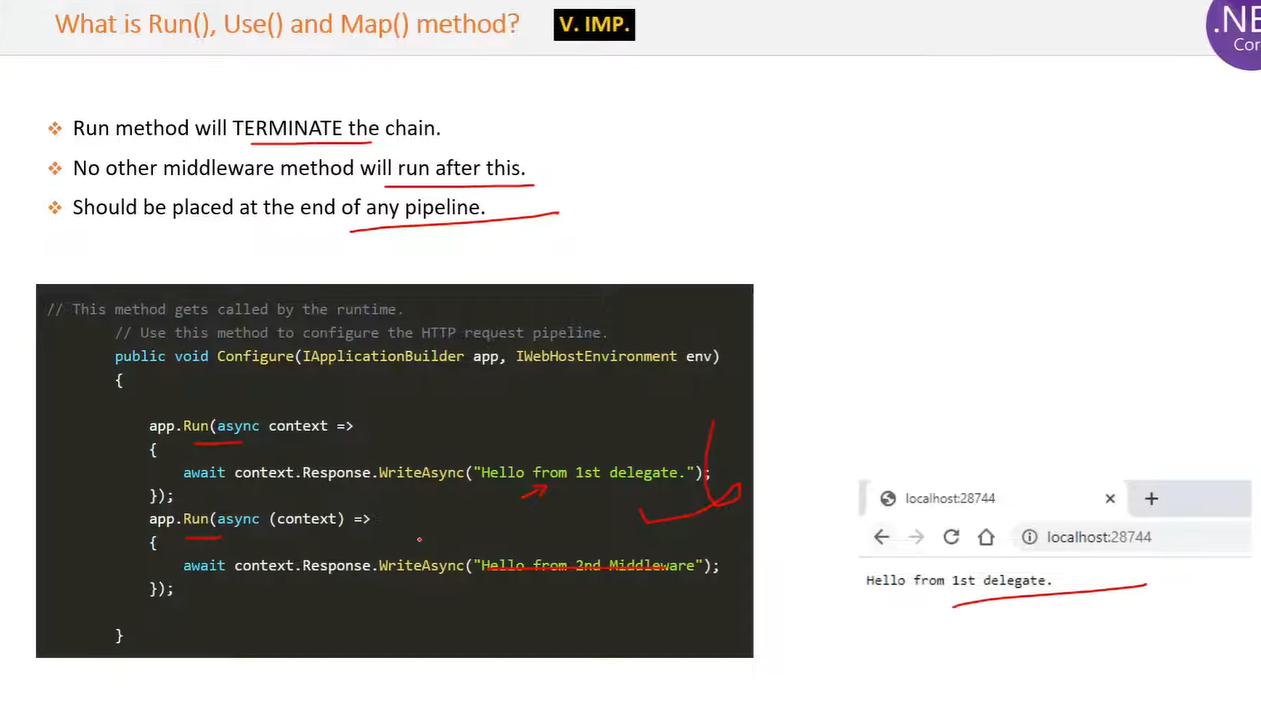 What is Run(), Use() and Map() method?
V. IMP.
.NE
Cor
Run method will TERMINATE the chain.
No other middleware method will run after this.
Should be placed at the end of any pipeline.
// This method gets called by the runtime.
// Use this method to configure the HTTP request pipeline.
public void Configure(IApplicationBuilder app, IWebHostEnvironment env)
{
app.Run(async context =>
{
await context.Response.WriteAsync("Hello from 1st delegate.");
});
app.Run(async (context) =>
{
await context.Response.WriteAsync("Hello from 2nd Middleware");
});
}
localhost:28744
localhost:28744
Hello from 1st delegate.